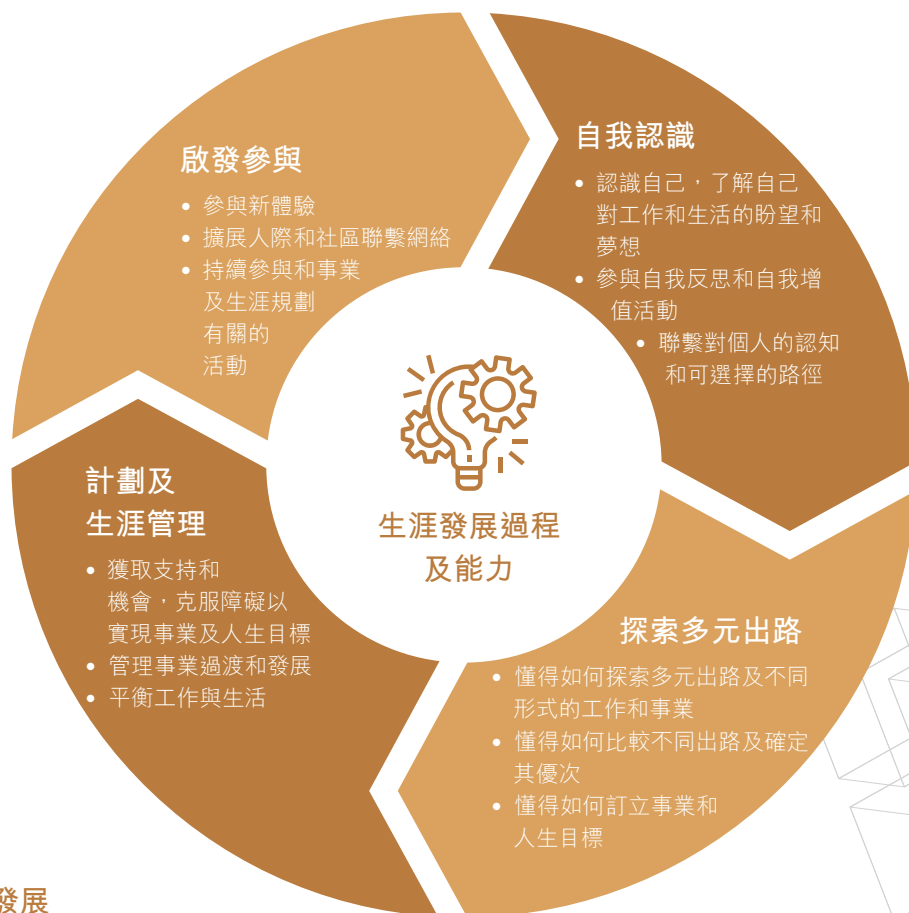 啟發參與
• 參與新體驗
• 擴展人際和社區聯繫網絡
• 持續參與和事業
及生涯規劃
有關的
活動
自我認識
• 認識自己，了解自己
對工作和生活的盼望和
夢想
• 參與自我反思和自我增
值活動
• 聯繫對個人的認知
和可選擇的路徑
生涯發展過程
及能力
計劃及
生涯管理
• 獲取支持和
機會，克服障礙以
實現事業及人生目標
• 管理事業過渡和發展
• 平衡工作與生活
探索多元出路
• 懂得如何探索多元出路及不同
形式的工作和事業
• 懂得如何比較不同出路及確定
其優次
• 懂得如何訂立事業和
人生目標
發展